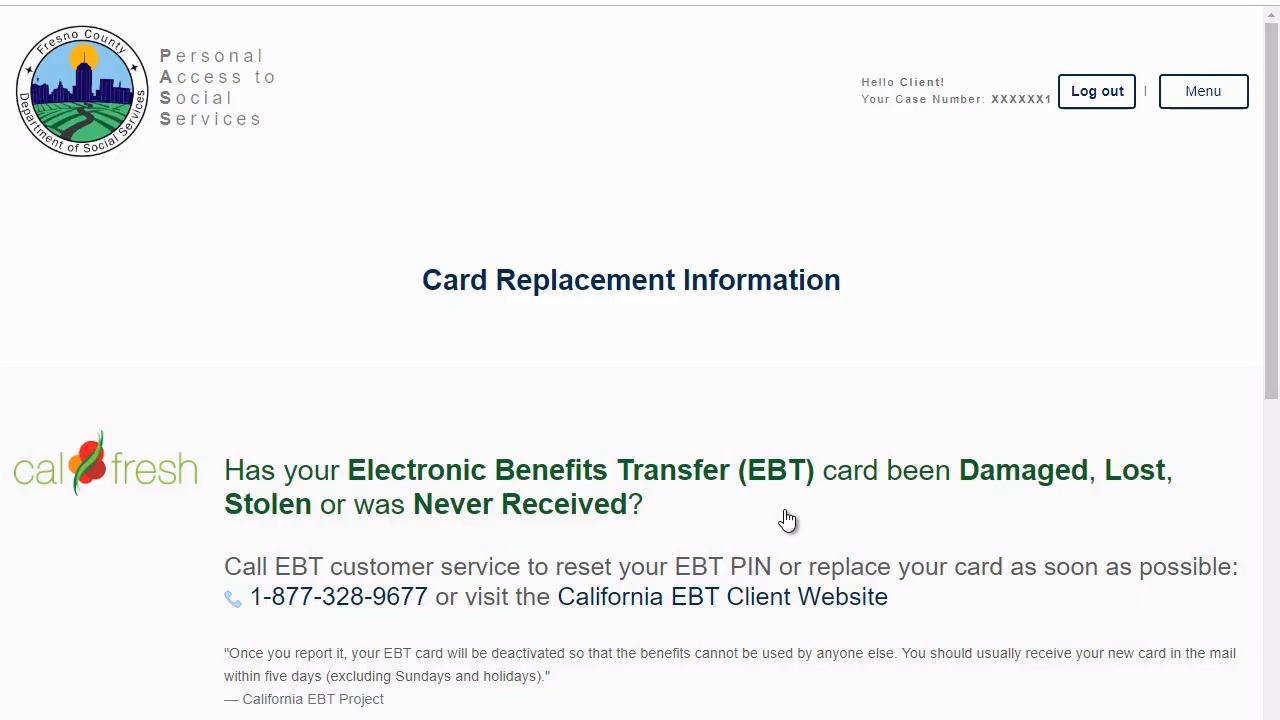 Fresno County
Department of Social Services
Personal
Access to
Social
Services
Hello Client!
Your Case Number: XXXXXX1
Log out
|
Menu
Card Replacement Information
cal fresh
Has your Electronic Benefits Transfer (EBT) card been Damaged, Lost,
Stolen or was Never Received?
Call EBT customer service to reset your EBT PIN or replace your card as soon as possible:
1-877-328-9677 or visit the California EBT Client Website
"Once you report it, your EBT card will be deactivated so that the benefits cannot be used by anyone else. You should usually receive your new card in the mail
within five days (excluding Sundays and holidays)."
— California EBT Project